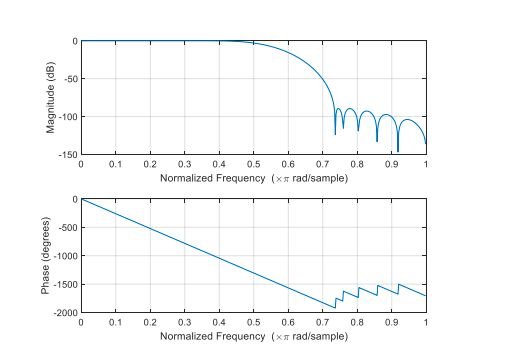 0
-50
-100
-150
Magnitude (dB)
0 0.1 0.2 0.3 0.4 0.5 0.6 0.7 0.8 0.9 1
Normalized Frequency (×π rad/sample)
0
-500
-1000
-1500
-2000
Phase (degrees)
0 0.1 0.2 0.3 0.4 0.5 0.6 0.7 0.8 0.9 1
Normalized Frequency (×π rad/sample)